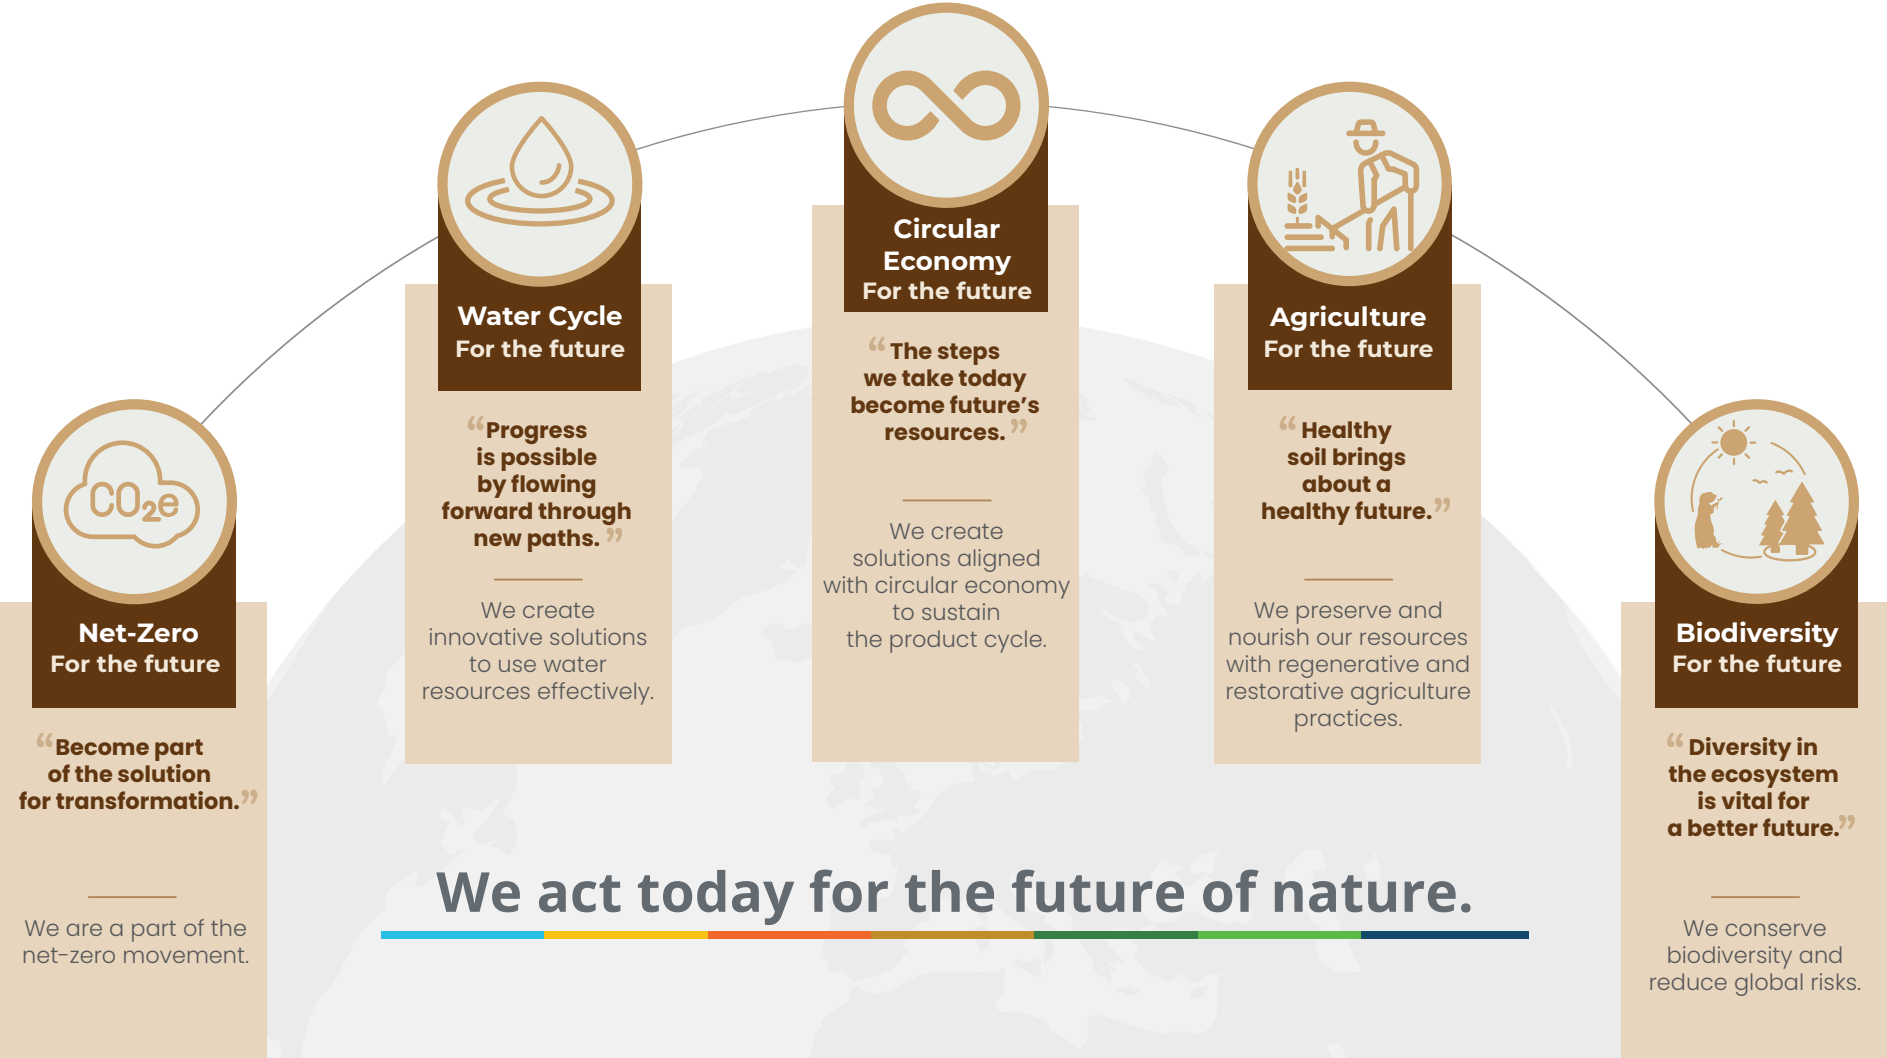 CO2e
Net-Zero
For the future
“Become part
of the solution
for transformation.”
We are a part of the
net-zero movement.
Water Cycle
For the future
“Progress
is possible
by flowing
forward through
new paths.”
We create
innovative solutions
to use water
resources effectively.
Circular
Economy
For the future
“The steps
we take today
become future’s
resources.”
We create
solutions aligned
with circular economy
to sustain
the product cycle.
Agriculture
For the future
“Healthy
soil brings
about a
healthy future.”
We preserve and
nourish our resources
with regenerative and
restorative agriculture
practices.
Biodiversity
For the future
“Diversity in
the ecosystem
is vital for
a better future.”
We conserve
biodiversity and
reduce global risks.
We act today for the future of nature.